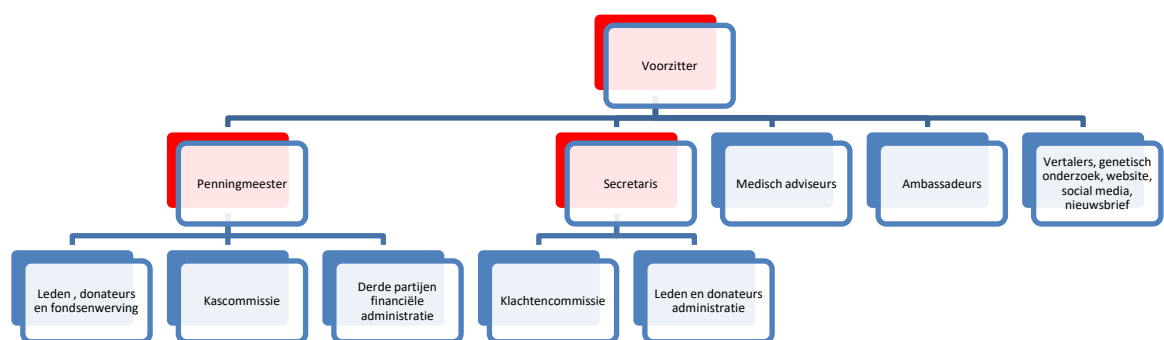 Voorzitter
Penningmeester
Secretaris
Medisch adviseurs
Ambassadeurs
Vertalers, genetisch
onderzoek, website,
social media,
nieuwsbrief
Leden , donateurs
en fondsenwerving
Kascommissie
Derde partijen
financiële
administratie
Klachtencommissie
Leden en donateurs
administratie